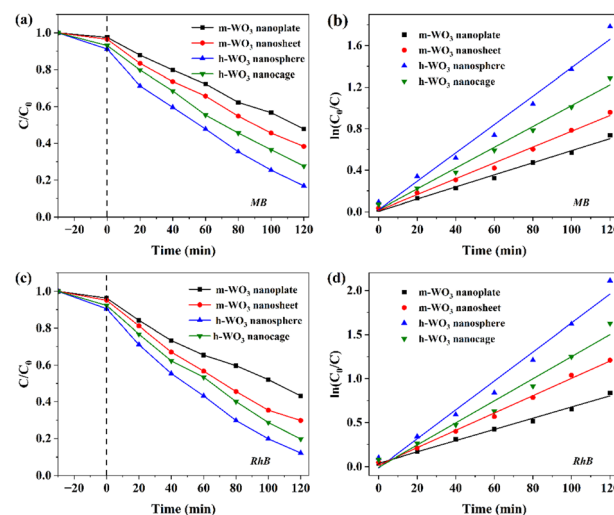 (a)
m-WO₃ nanoplate
m-WO₃ nanosheet
h-WO₃ nanosphere
h-WO₃ nanocage
C/C₀
1.0
0.8
0.6
0.4
0.2
0.0
MB
−20 0 20 40 60 80 100 120
Time (min)
(b)
m-WO₃ nanoplate
m-WO₃ nanosheet
h-WO₃ nanosphere
h-WO₃ nanocage
ln(C₀/C)
1.6
1.2
0.8
0.4
0.0
MB
0 20 40 60 80 100 120
Time (min)
(c)
m-WO₃ nanoplate
m-WO₃ nanosheet
h-WO₃ nanosphere
h-WO₃ nanocage
C/C₀
1.0
0.8
0.6
0.4
0.2
0.0
RhB
−20 0 20 40 60 80 100 120
Time (min)
(d)
m-WO₃ nanoplate
m-WO₃ nanosheet
h-WO₃ nanosphere
h-WO₃ nanocage
ln(C₀/C)
2.0
1.5
1.0
0.5
0.0
RhB
0 20 40 60 80 100 120
Time (min)